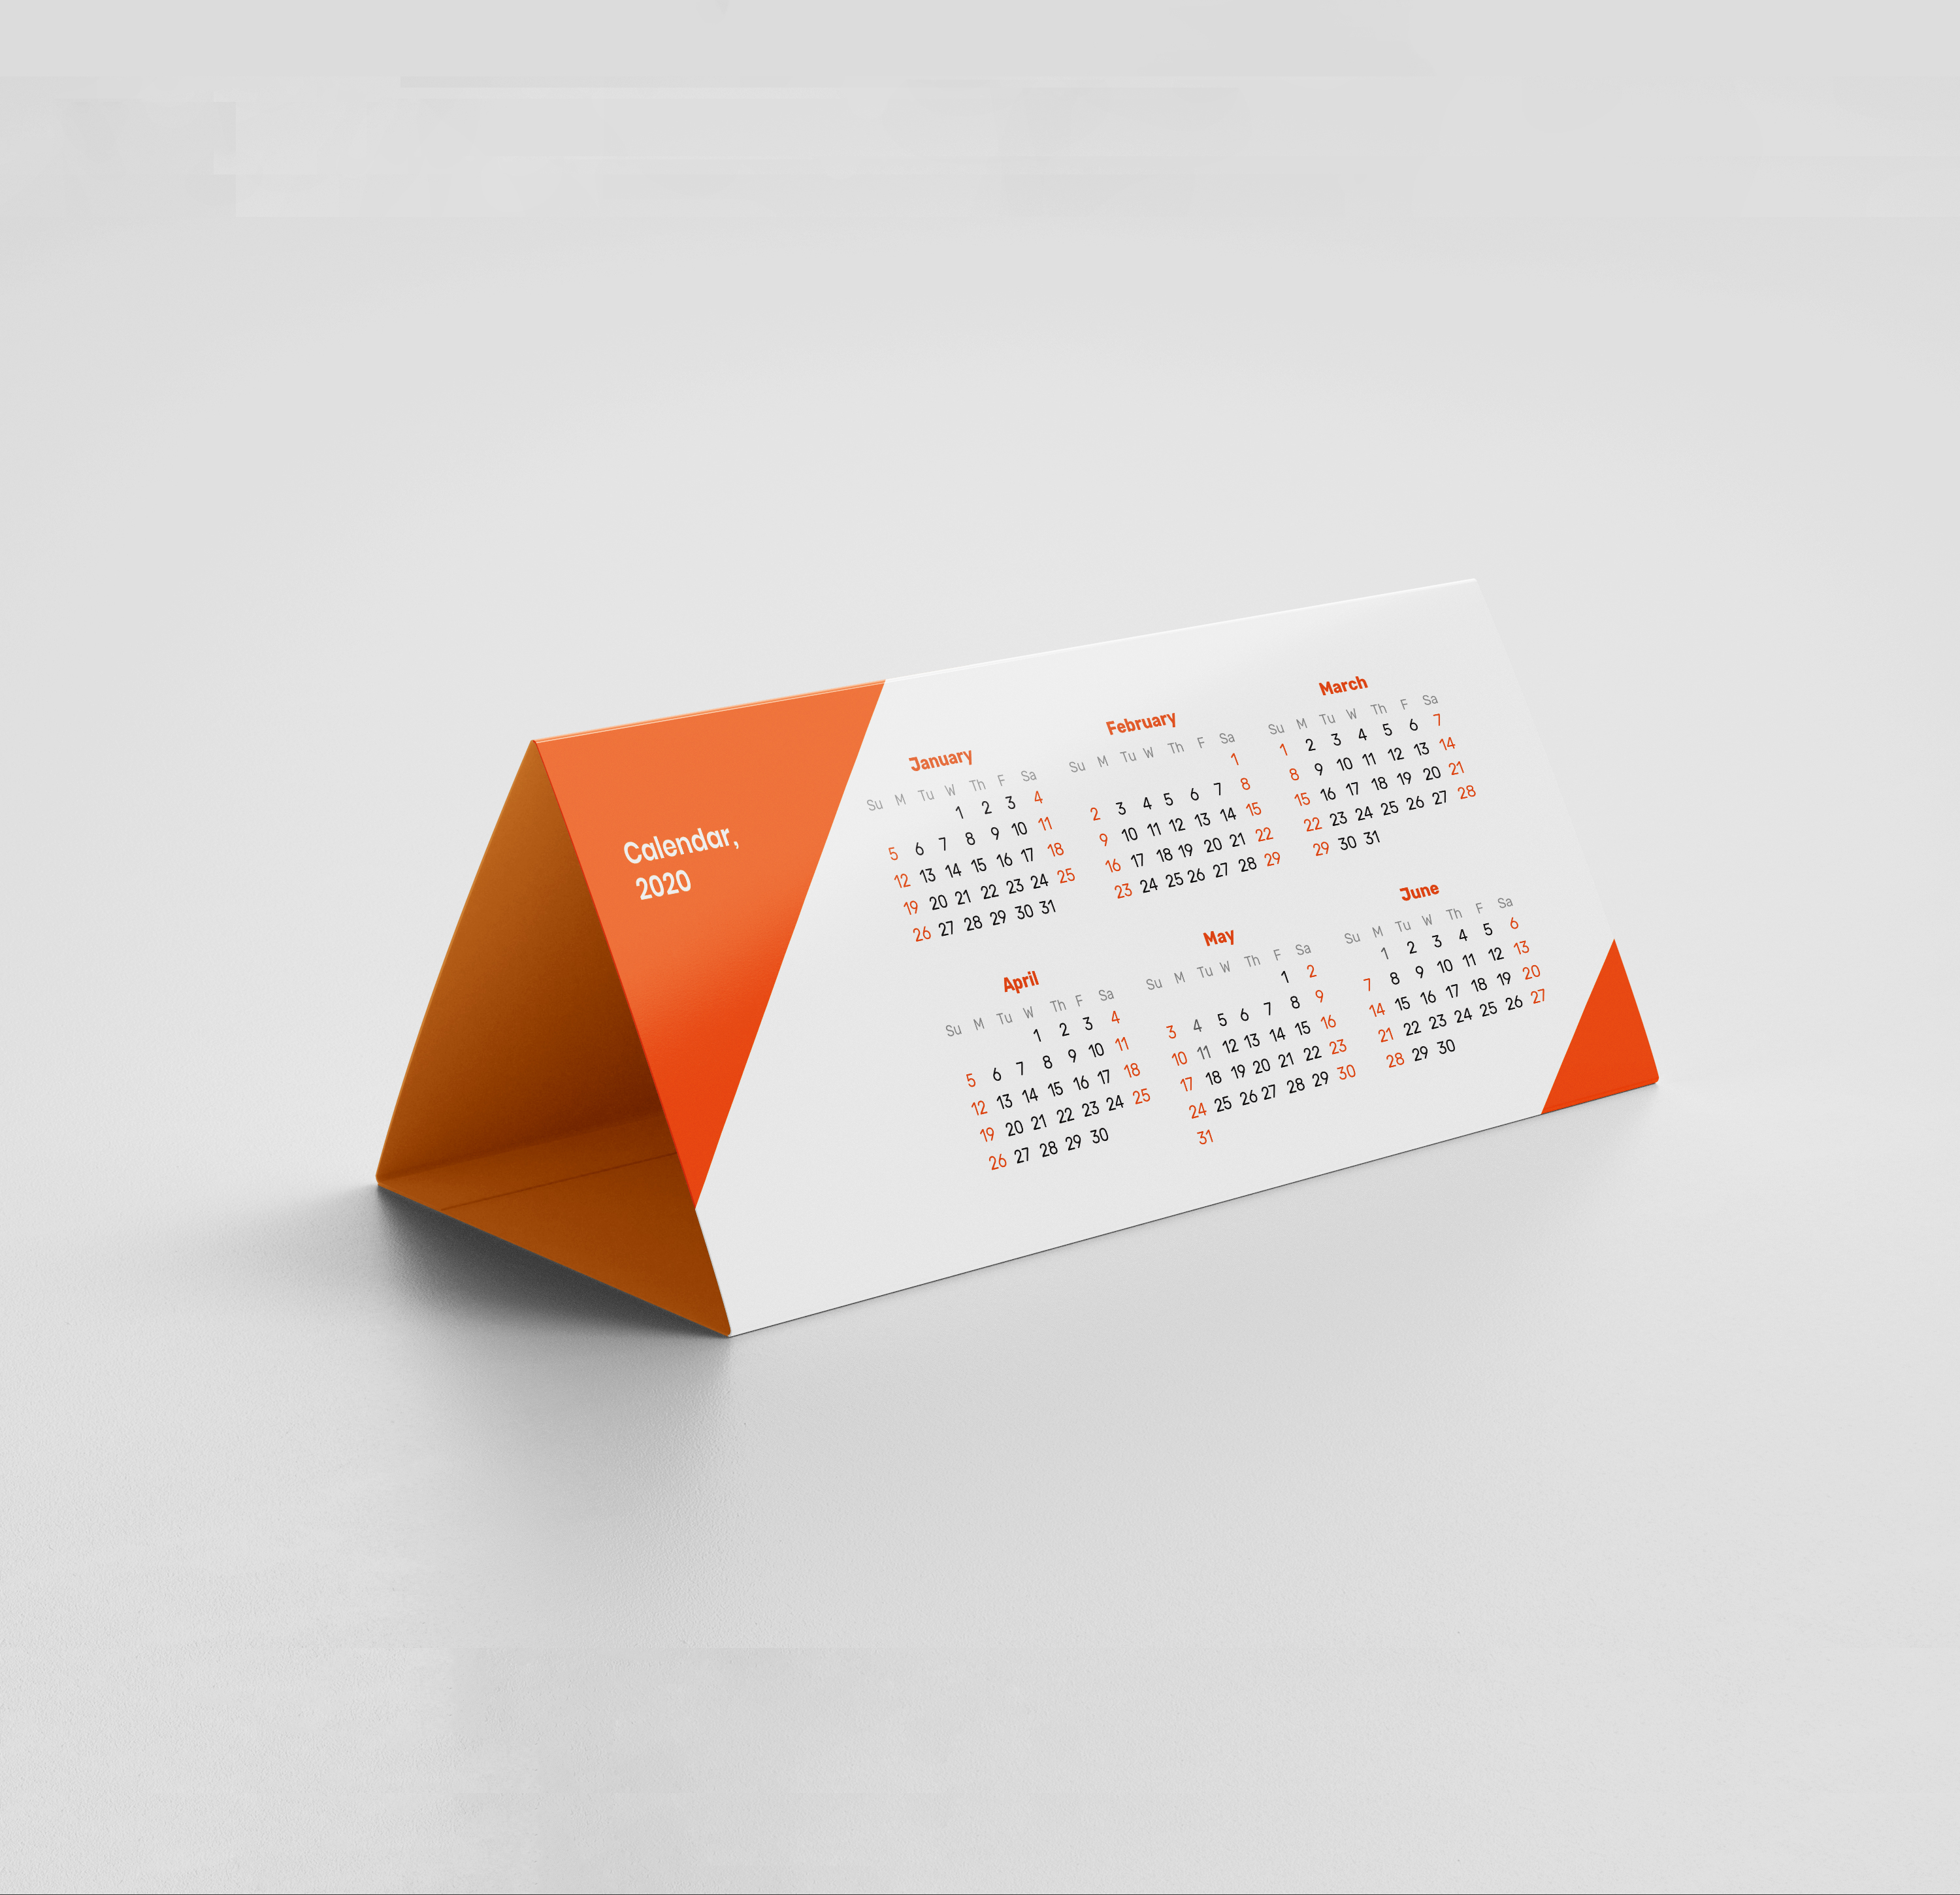 Calendar,
2020
January
Su M Tu W Th F Sa
1 2 3 4
5 6 7 8 9 10 11
12 13 14 15 16 17 18
19 20 21 22 23 24 25
26 27 28 29 30 31
February
Su M Tu W Th F Sa
1
2 3 4 5 6 7 8
9 10 11 12 13 14 15
16 17 18 19 20 21 22
23 24 25 26 27 28 29
March
Su M Tu W Th F Sa
1 2 3 4 5 6 7
8 9 10 11 12 13 14
15 16 17 18 19 20 21
22 23 24 25 26 27 28
29 30 31
April
Su M Tu W Th F Sa
1 2 3 4
5 6 7 8 9 10 11
12 13 14 15 16 17 18
19 20 21 22 23 24 25
26 27 28 29 30
May
Su M Tu W Th F Sa
1 2
3 4 5 6 7 8 9
10 11 12 13 14 15 16
17 18 19 20 21 22 23
24 25 26 27 28 29 30
31
June
Su M Tu W Th F Sa
1 2 3 4 5 6
7 8 9 10 11 12 13
14 15 16 17 18 19 20
21 22 23 24 25 26 27
28 29 30